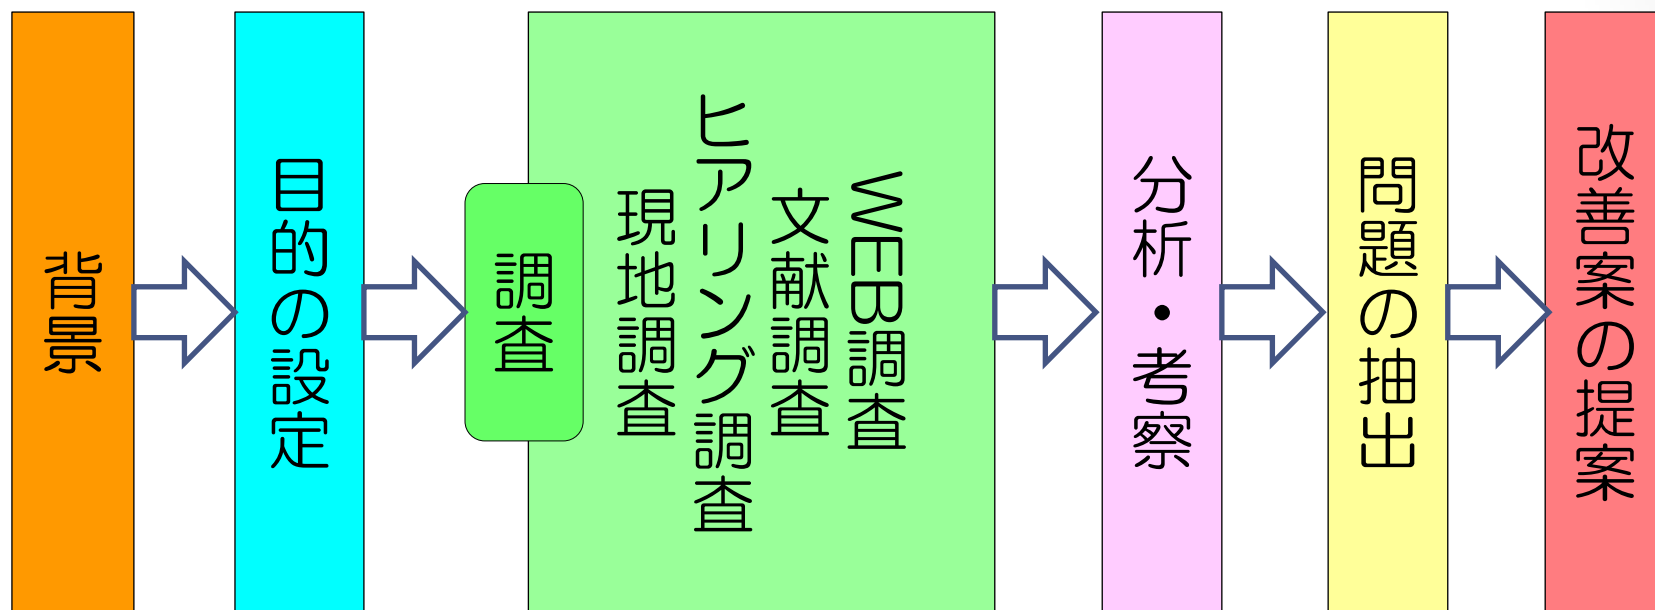 背景
目的の設定
調査
WEB調査
文献調査
ヒアリング調査
現地調査
分析・考察
問題の抽出
改善案の提案